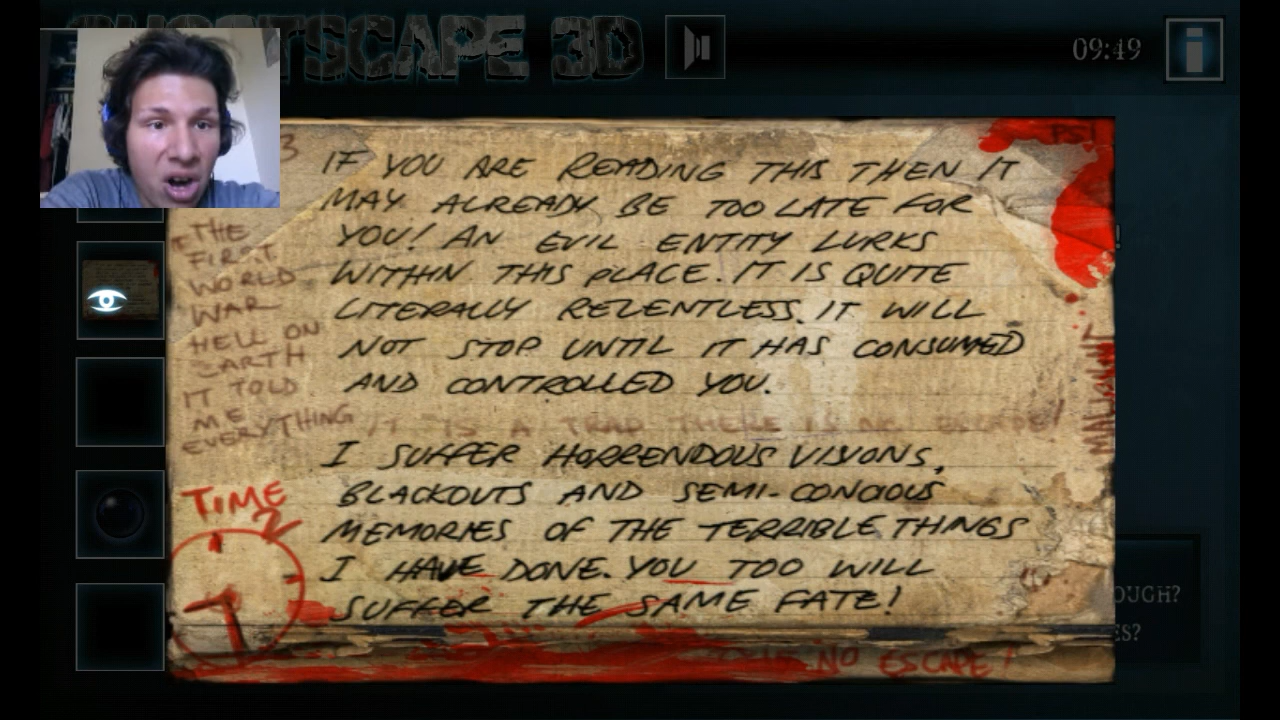 GHOSTSCAPE 3D
09:49
3
IF YOU ARE READING THIS THEN IT
MAY ALREADY BE TOO LATE FOR
YOU! AN EVIL ENTITY LURKS
WITHIN THIS PLACE. IT IS QUITE
LITERALLY RELENTLESS. IT WILL
NOT STOP UNTIL IT HAS CONSUMED
AND CONTROLLED YOU.
IT IS A TRAP THERE IS NO ESCAPE!
I SUFFER HORRENDOUS VISIONS,
BLACKOUTS AND SEMI-CONCIOUS
MEMORIES OF THE TERRIBLE THINGS
I HAVE DONE. YOU TOO WILL
SUFFER THE SAME FATE!
NO ESCAPE!
THE
FIRST
WORLD
WAR
HELL ON
EARTH
IT TOLD
ME
EVERYTHING
TIME
OUGH?
ES?